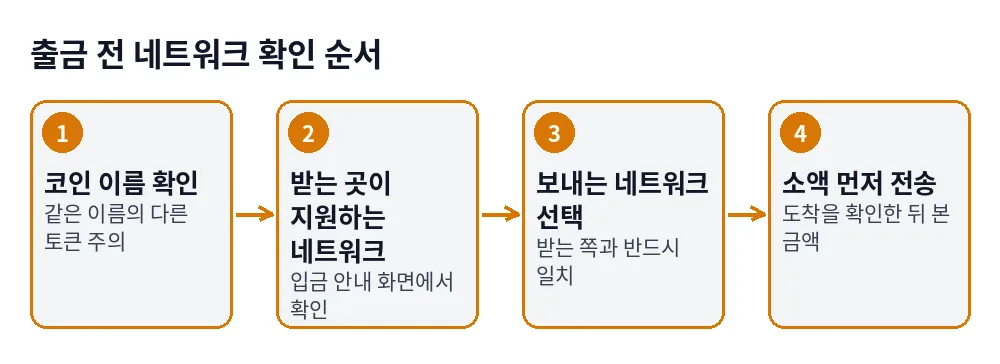 출금 전 네트워크 확인 순서
1
코인 이름 확인
같은 이름의 다른
토큰 주의
2
받는 곳이
지원하는
네트워크
입금 안내 화면에서
확인
3
보내는 네트워크
선택
받는 쪽과 반드시
일치
4
소액 먼저 전송
도착을 확인한 뒤 본
금액